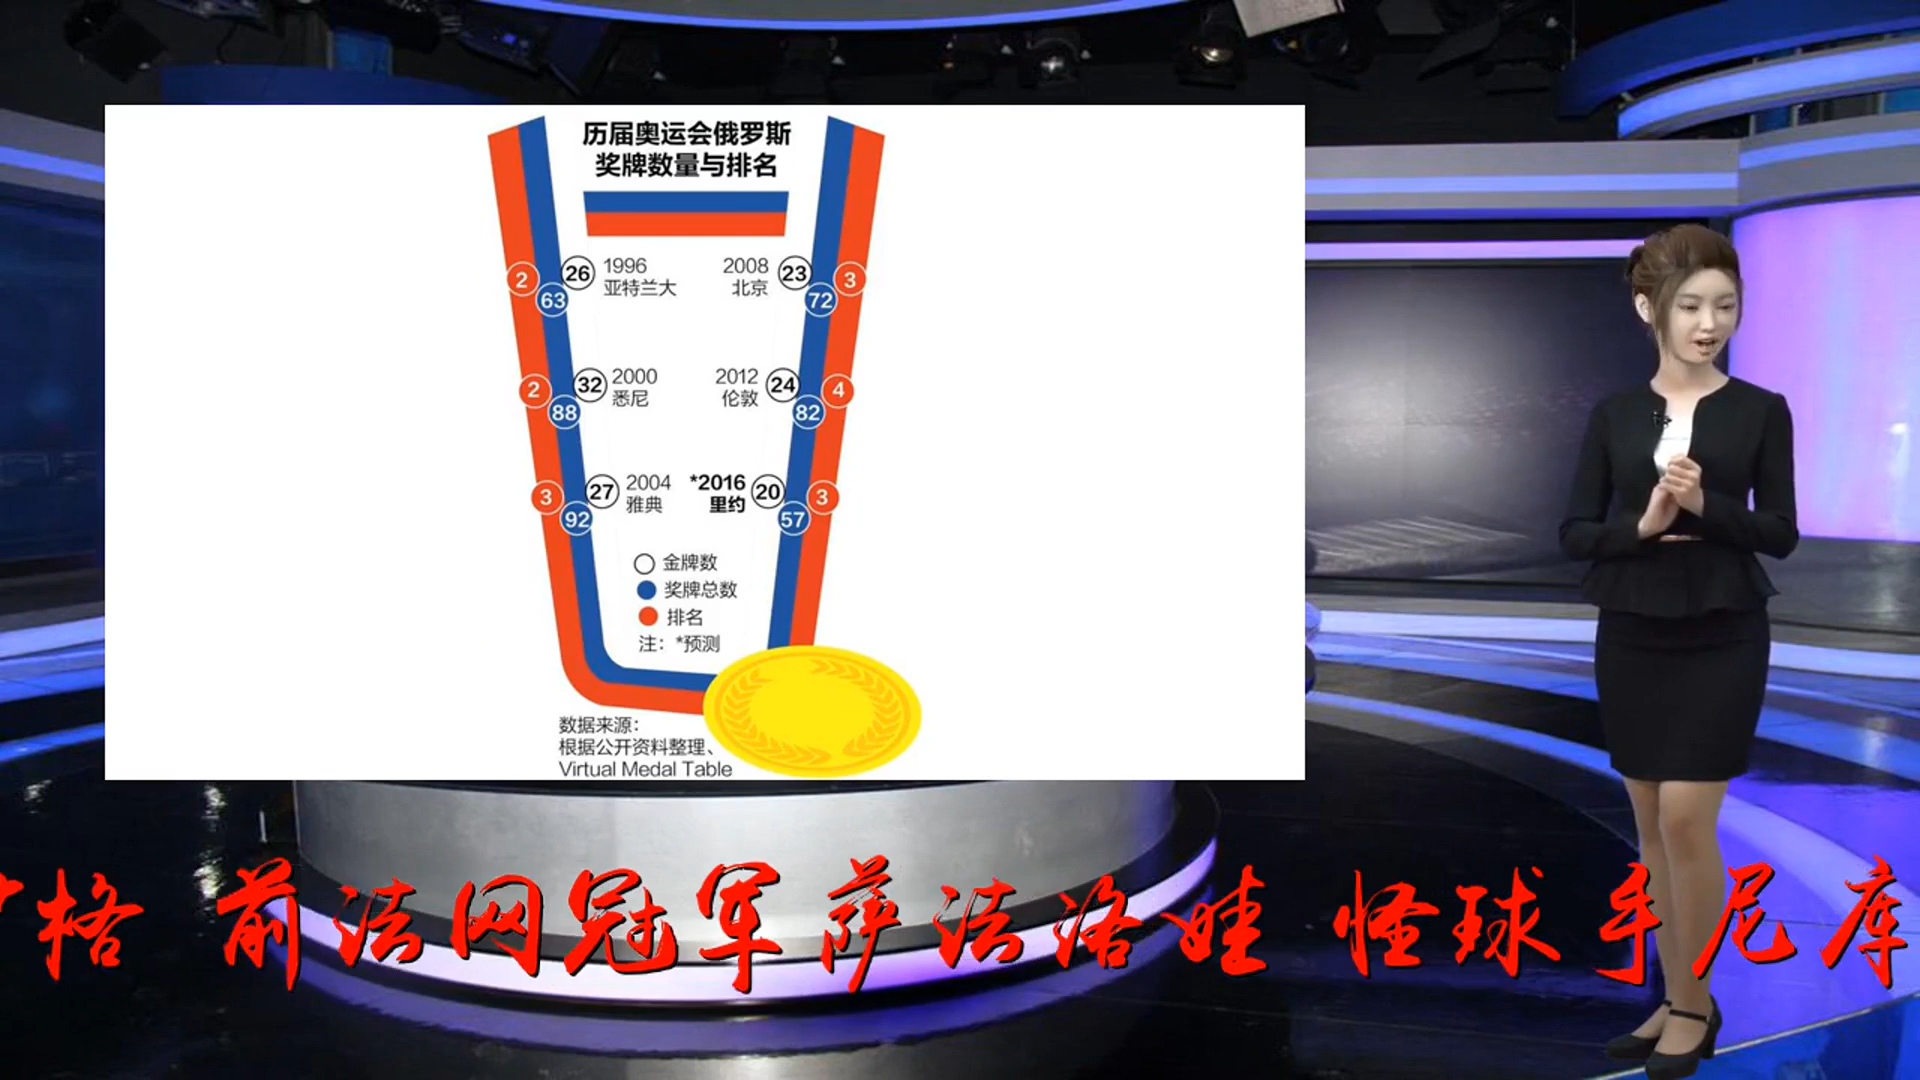 历届奥运会俄罗斯
奖牌数量与排名
2
26
63
1996
亚特兰大
2
32
88
2000
悉尼
3
27
92
2004
雅典
2008
北京
23
72
3
2012
伦敦
24
82
4
*2016
里约
20
57
3
金牌数
奖牌总数
排名
注：*预测
数据来源：
根据公开资料整理、
Virtual Medal Table
格 前法网冠军萨法洛娃 怪球手尼库